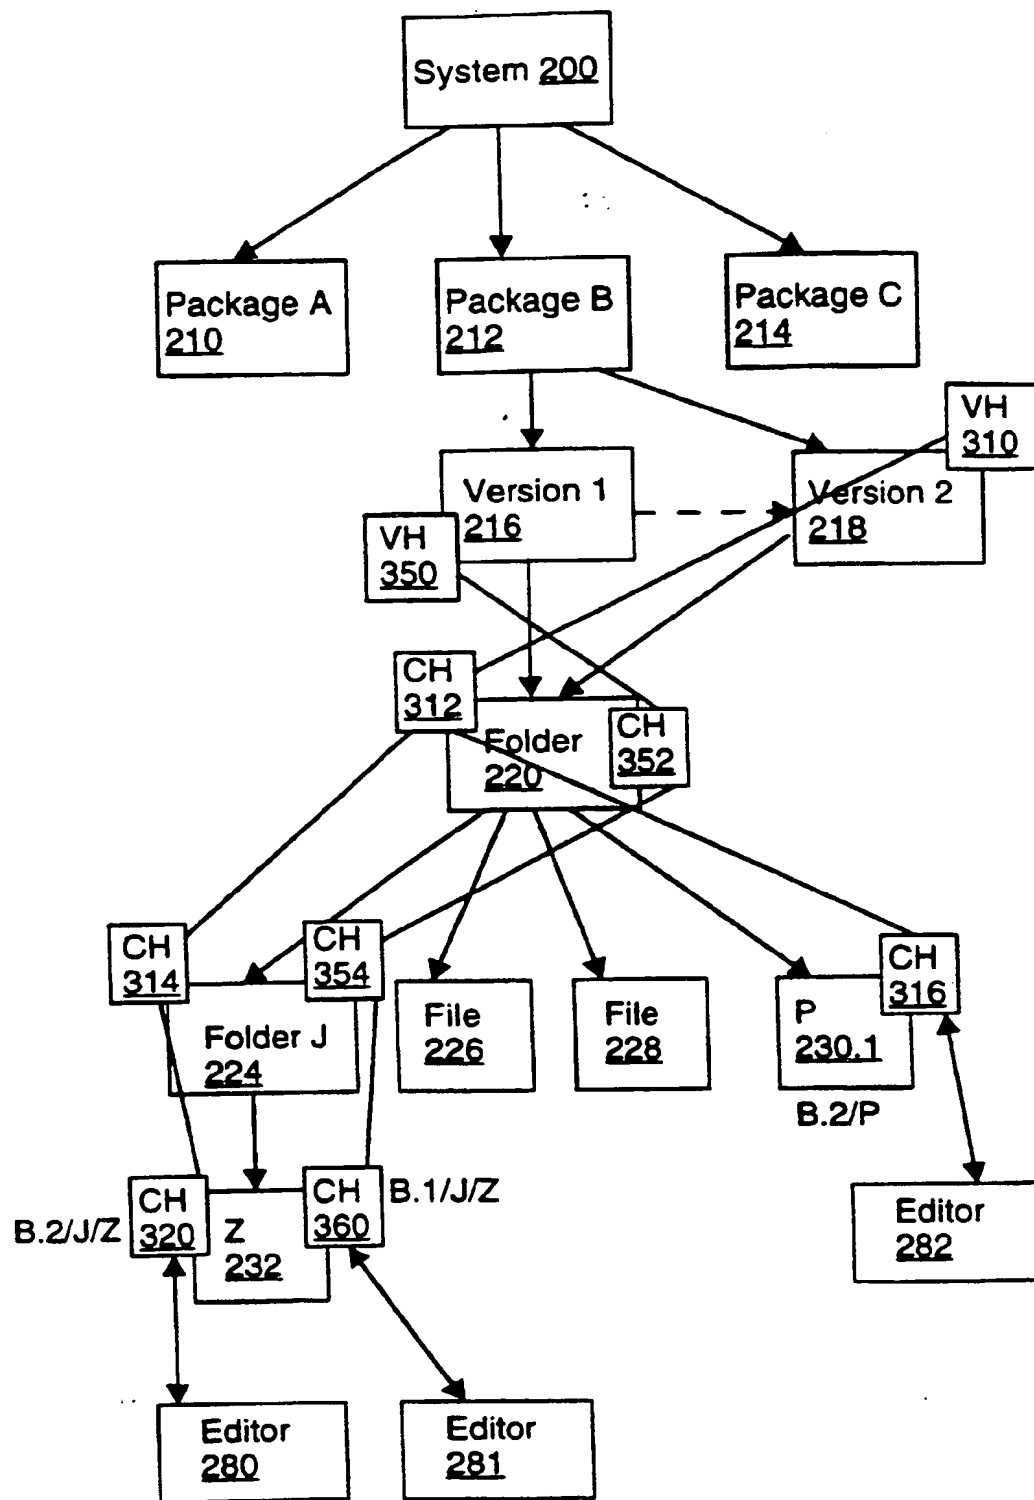 System 200
Package A
210
Package B
212
Package C
214
VH
310
Version 1
216
Version 2
218
VH
350
CH
312
Folder
220
CH
352
CH
314
CH
354
Folder J
224
File
226
File
228
P
230.1
CH
316
B.2/P
B.2/J/Z
CH
320
Z
232
CH
360
B.1/J/Z
Editor
282
Editor
280
Editor
281